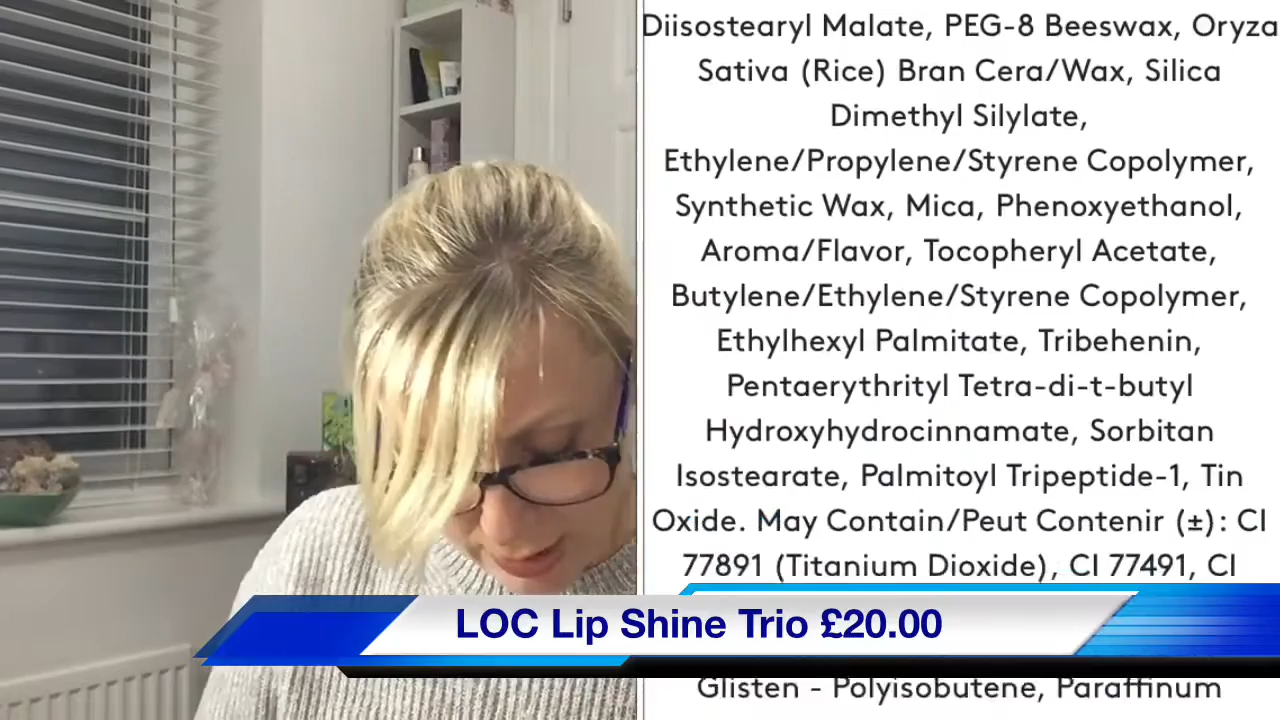 Diisostearyl Malate, PEG-8 Beeswax, Oryza
Sativa (Rice) Bran Cera/Wax, Silica
Dimethyl Silylate,
Ethylene/Propylene/Styrene Copolymer,
Synthetic Wax, Mica, Phenoxyethanol,
Aroma/Flavor, Tocopheryl Acetate,
Butylene/Ethylene/Styrene Copolymer,
Ethylhexyl Palmitate, Tribehenin,
Pentaerythrityl Tetra-di-t-butyl
Hydroxyhydrocinnamate, Sorbitan
Isostearate, Palmitoyl Tripeptide-1, Tin
Oxide. May Contain/Peut Contenir (±): CI
77891 (Titanium Dioxide), CI 77491, CI
LOC Lip Shine Trio £20.00
Glisten - Polyisobutene, Paraffinum